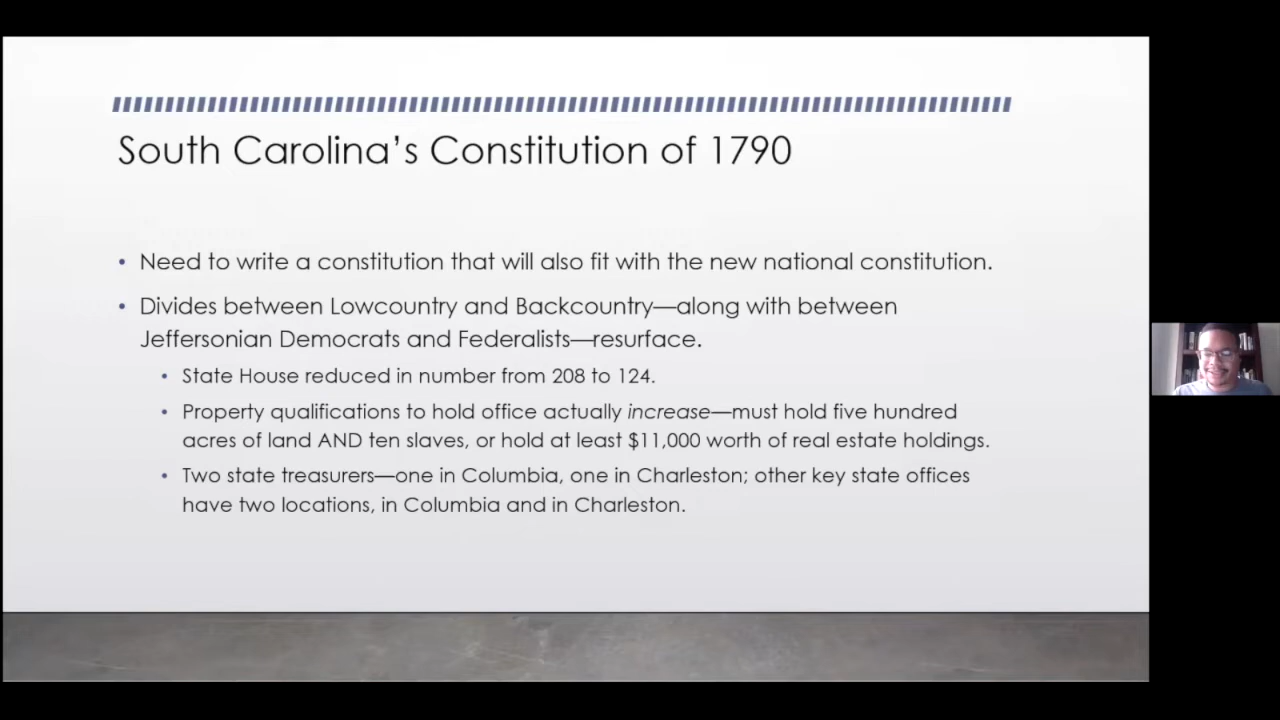 South Carolina’s Constitution of 1790
• Need to write a constitution that will also fit with the new national constitution.
• Divides between Lowcountry and Backcountry—along with between
Jeffersonian Democrats and Federalists—resurface.
• State House reduced in number from 208 to 124.
• Property qualifications to hold office actually increase—must hold five hundred
acres of land AND ten slaves, or hold at least $11,000 worth of real estate holdings.
• Two state treasurers—one in Columbia, one in Charleston; other key state offices
have two locations, in Columbia and in Charleston.